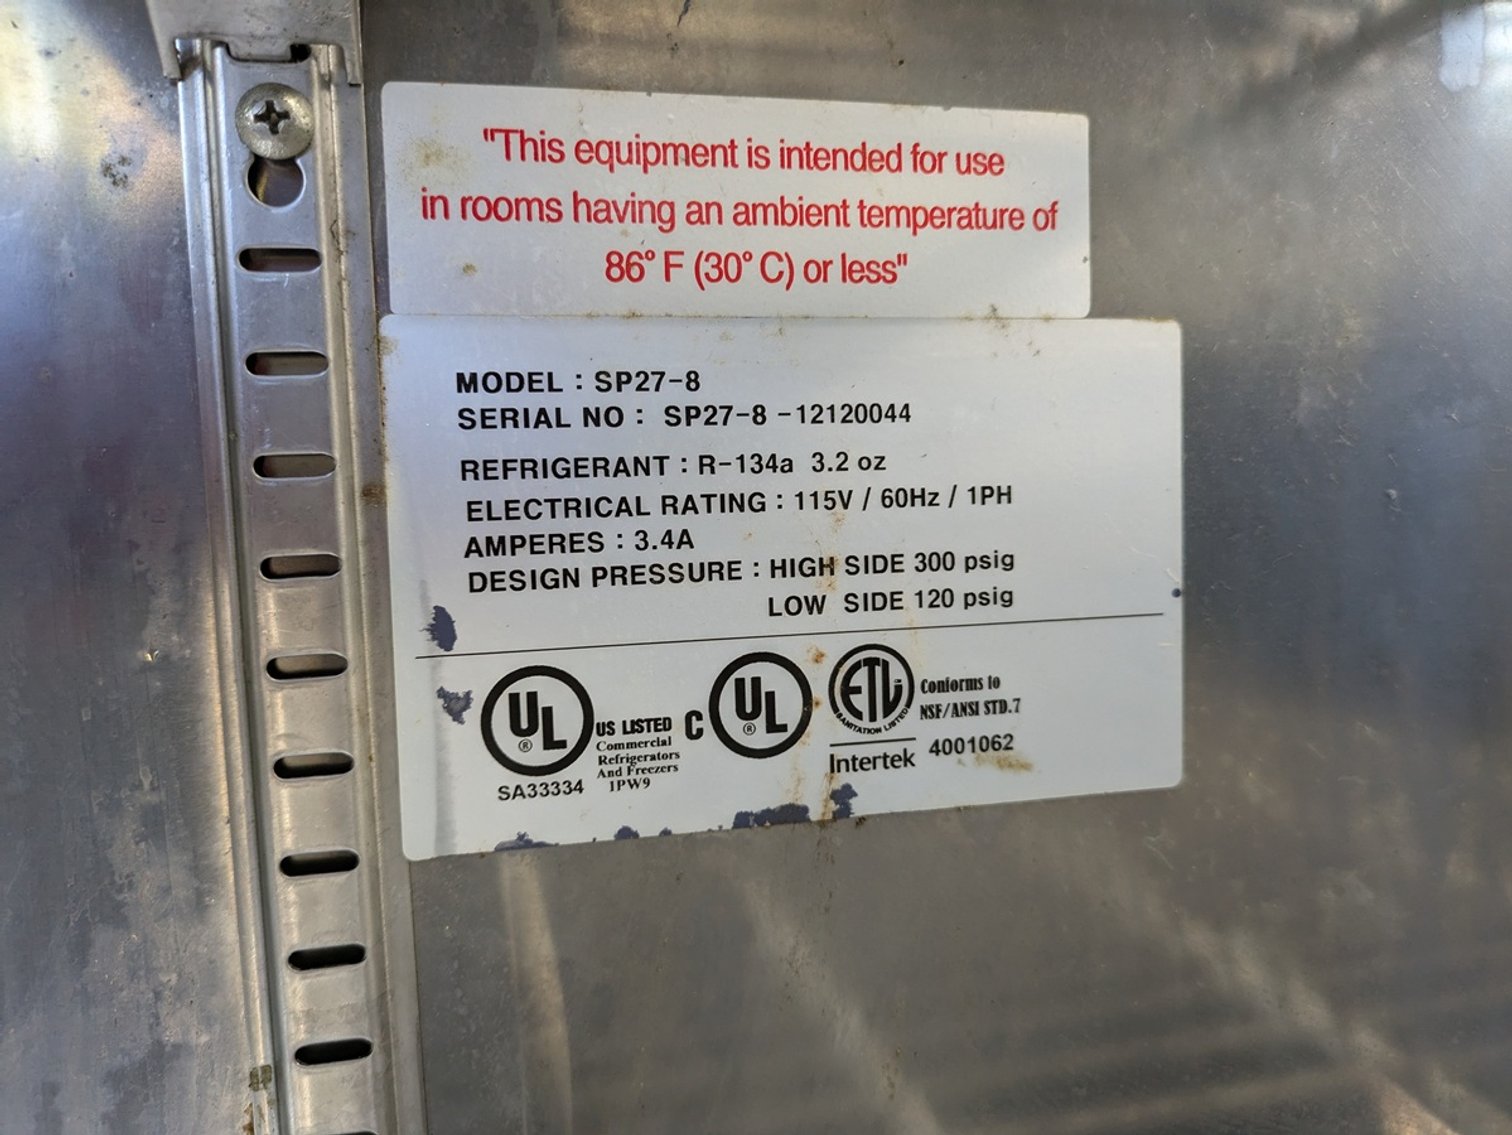 "This equipment is intended for use
in rooms having an ambient temperature of
86° F (30° C) or less"
MODEL : SP27-8
SERIAL NO : SP27-8 -12120044
REFRIGERANT : R-134a 3.2 oz
ELECTRICAL RATING : 115V / 60Hz / 1PH
AMPERES : 3.4A
DESIGN PRESSURE : HIGH SIDE 300 psig
LOW SIDE 120 psig
UL ®
SA33334
US LISTED
Commercial
Refrigerators
And Freezers
1PW9
C UL ®
ETL
SANITATION LISTED
Intertek
Conforms to
NSF/ANSI STD.7
4001062